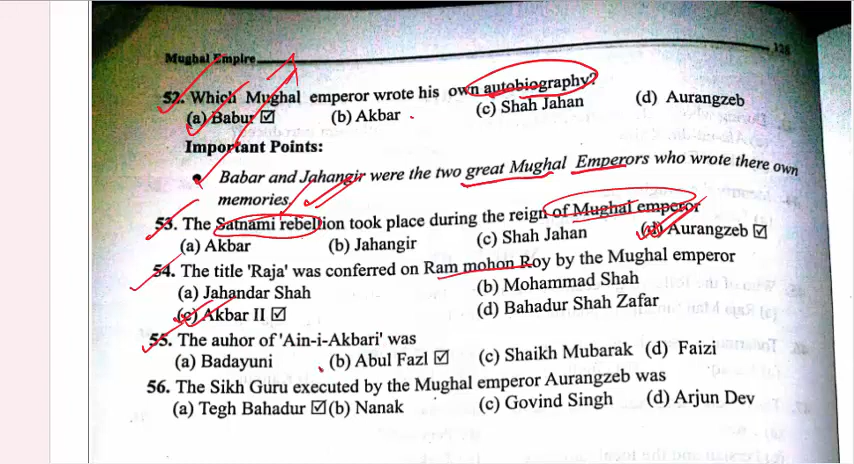 Mughal Empire
126
52. Which Mughal emperor wrote his own autobiography?
(a) Babur ☑ (b) Akbar (c) Shah Jahan (d) Aurangzeb
Important Points:
• Babar and Jahangir were the two great Mughal Emperors who wrote there own
memories.
53. The Satnami rebellion took place during the reign of Mughal emperor
(a) Akbar (b) Jahangir (c) Shah Jahan (d) Aurangzeb ☑
54. The title 'Raja' was conferred on Ram mohon Roy by the Mughal emperor
(a) Jahandar Shah (b) Mohammad Shah
(c) Akbar II ☑ (d) Bahadur Shah Zafar
55. The auhor of 'Ain-i-Akbari' was
(a) Badayuni (b) Abul Fazl ☑ (c) Shaikh Mubarak (d) Faizi
56. The Sikh Guru executed by the Mughal emperor Aurangzeb was
(a) Tegh Bahadur ☑ (b) Nanak (c) Govind Singh (d) Arjun Dev